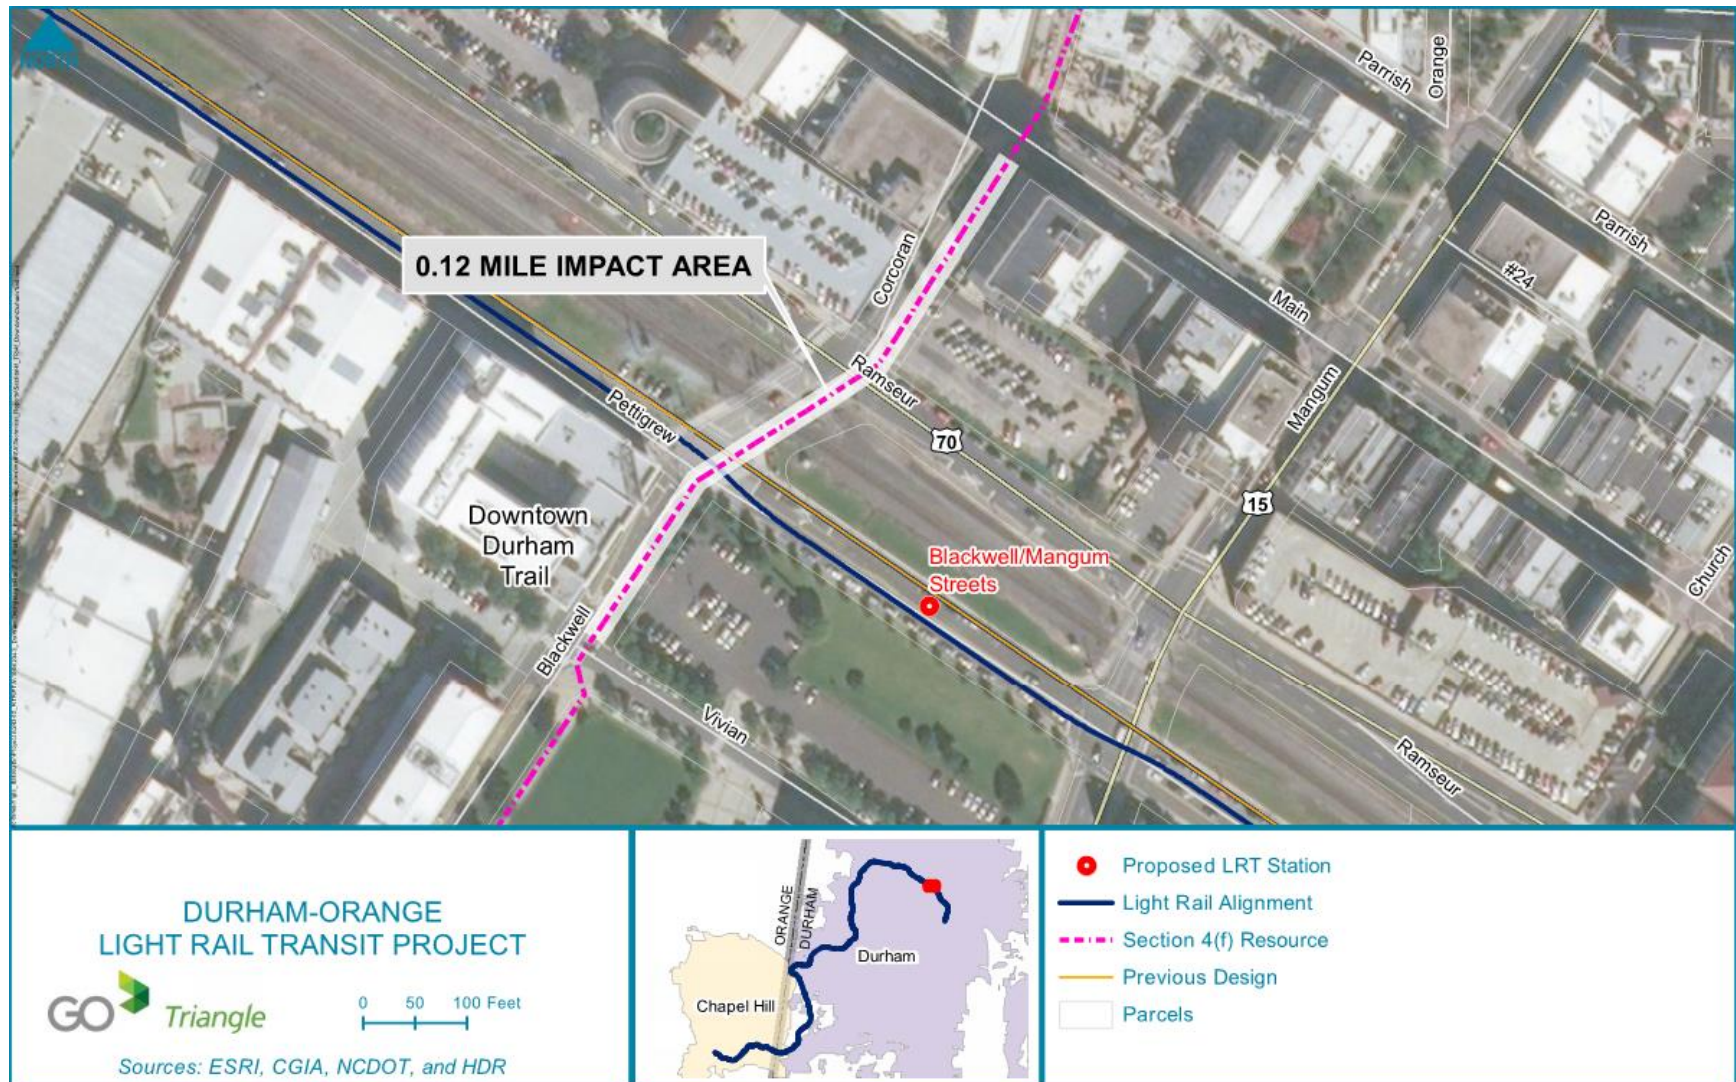 NORTH
Parrish
Orange
Parrish
#24
Corcoran
0.12 MILE IMPACT AREA
Main
Ramseur
Mangum
Pettigrew
70
15
Downtown
Durham
Trail
Blackwell/Mangum
Streets
Church
Blackwell
Vivian
Ramseur
DURHAM-ORANGE
LIGHT RAIL TRANSIT PROJECT
GO Triangle
0 50 100 Feet
Sources: ESRI, CGIA, NCDOT, and HDR
ORANGE
DURHAM
Durham
Chapel Hill
Proposed LRT Station
Light Rail Alignment
Section 4(f) Resource
Previous Design
Parcels